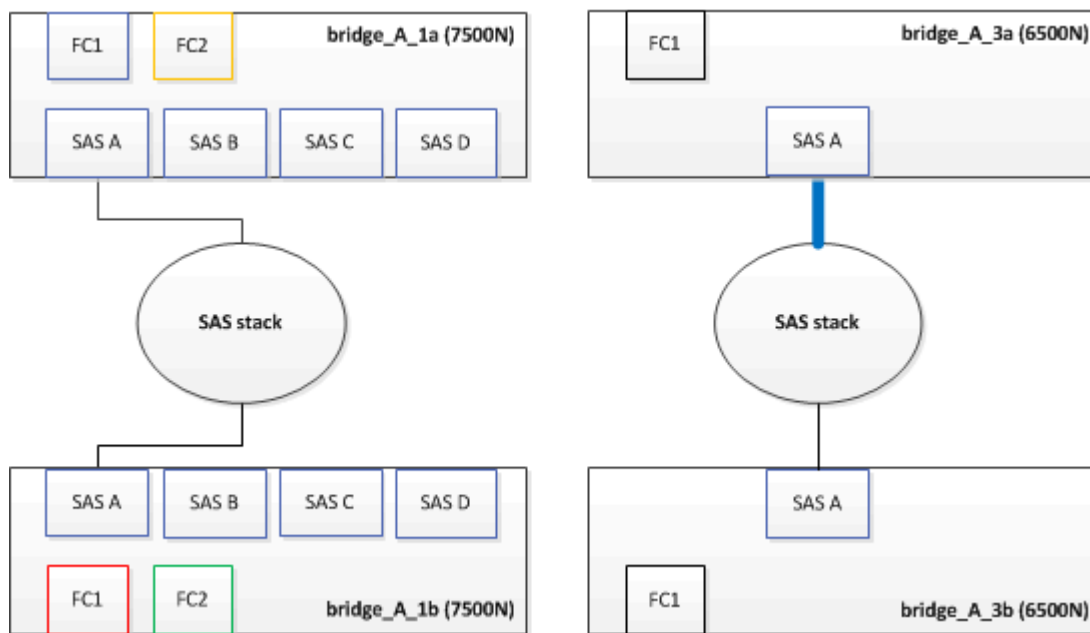 bridge_A_1a (7500N)
FC1
FC2
SAS A
SAS B
SAS C
SAS D
SAS stack
SAS A
SAS B
SAS C
SAS D
FC1
FC2
bridge_A_1b (7500N)
bridge_A_3a (6500N)
FC1
SAS A
SAS stack
SAS A
FC1
bridge_A_3b (6500N)